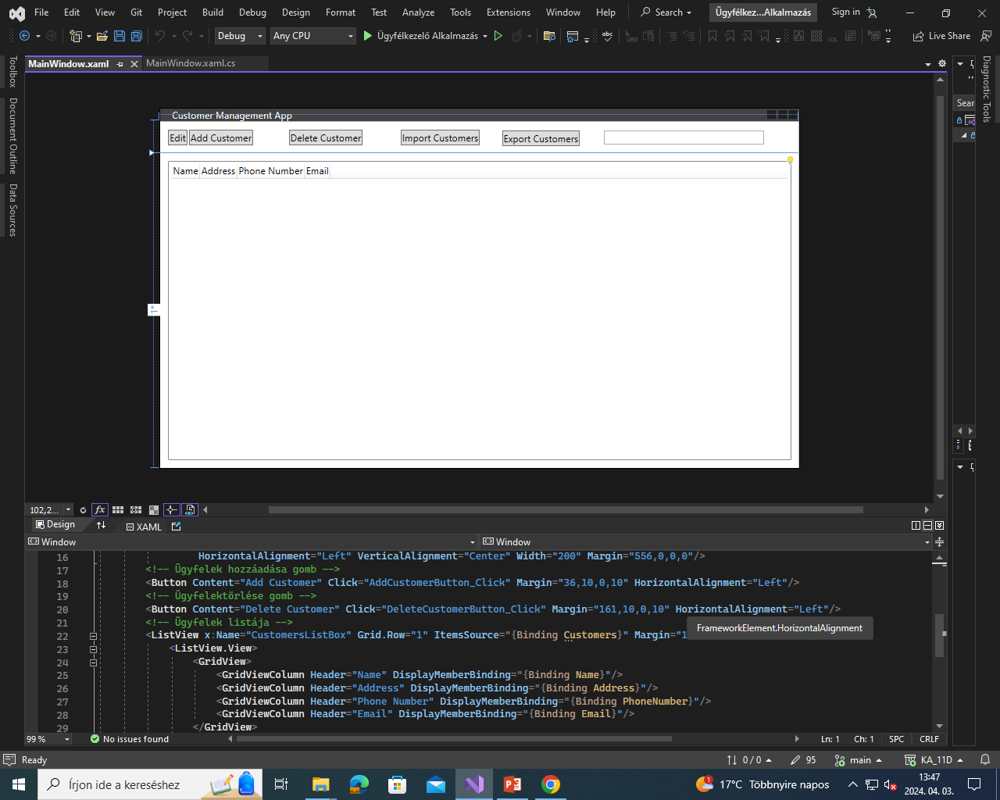 File Edit View Git Project Build Debug Design Format Test Analyze Tools Extensions Window Help Search Ügyfélkez...Alkalmazás Sign in
Debug Any CPU Ügyfélkezelő Alkalmazás Live Share
Toolbox
Document Outline
Data Sources
MainWindow.xaml MainWindow.xaml.cs
Diagnostic Tools
Sear
Customer Management App
Edit Add Customer Delete Customer Import Customers Export Customers
Name Address Phone Number Email
102,2...
Design XAML
Window Window
16 HorizontalAlignment="Left" VerticalAlignment="Center" Width="200" Margin="556,0,0,0"/>
17 <!-- Ügyfelek hozzáadása gomb -->
18 <Button Content="Add Customer" Click="AddCustomerButton_Click" Margin="36,10,0,10" HorizontalAlignment="Left"/>
19 <!-- Ügyfelektörlése gomb -->
20 <Button Content="Delete Customer" Click="DeleteCustomerButton_Click" Margin="161,10,0,10" HorizontalAlignment="Left"/>
21 <!-- Ügyfelek listája -->
22 <ListView x:Name="CustomersListBox" Grid.Row="1" ItemsSource="{Binding Customers}" Margin="1
FrameworkElement.HorizontalAlignment
23 <ListView.View>
24 <GridView>
25 <GridViewColumn Header="Name" DisplayMemberBinding="{Binding Name}"/>
26 <GridViewColumn Header="Address" DisplayMemberBinding="{Binding Address}"/>
27 <GridViewColumn Header="Phone Number" DisplayMemberBinding="{Binding PhoneNumber}"/>
28 <GridViewColumn Header="Email" DisplayMemberBinding="{Binding Email}"/>
29 </GridView>
99 % No issues found Ln: 1 Ch: 1 SPC CRLF
Ready 0 / 0 95 main KA_11D
Írjon ide a kereséshez 1 17°C Többnyire napos 13:47
2024. 04. 03.